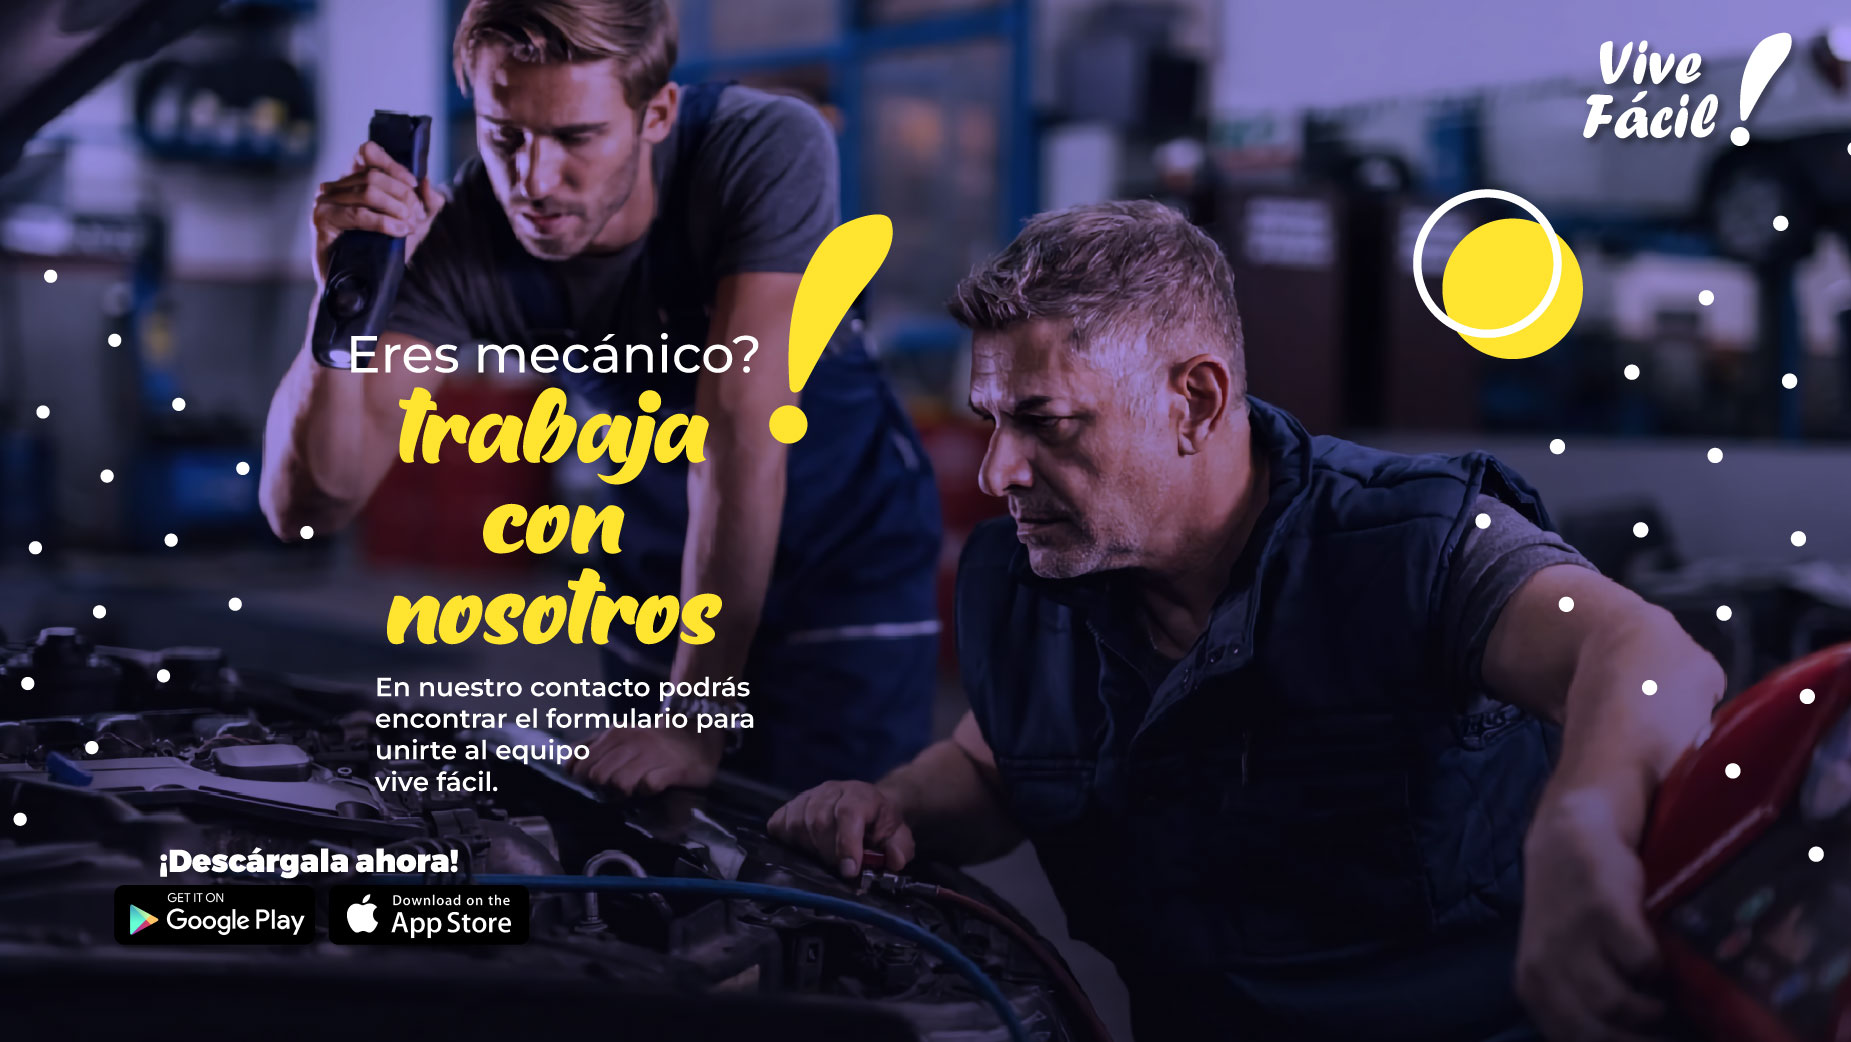 Vive
Fácil!
Eres mecánico?
trabaja
con
nosotros!
En nuestro contacto podrás
encontrar el formulario para
unirte al equipo
vive fácil.
¡Descárgala ahora!
GET IT ON
Google Play
Download on the
App Store